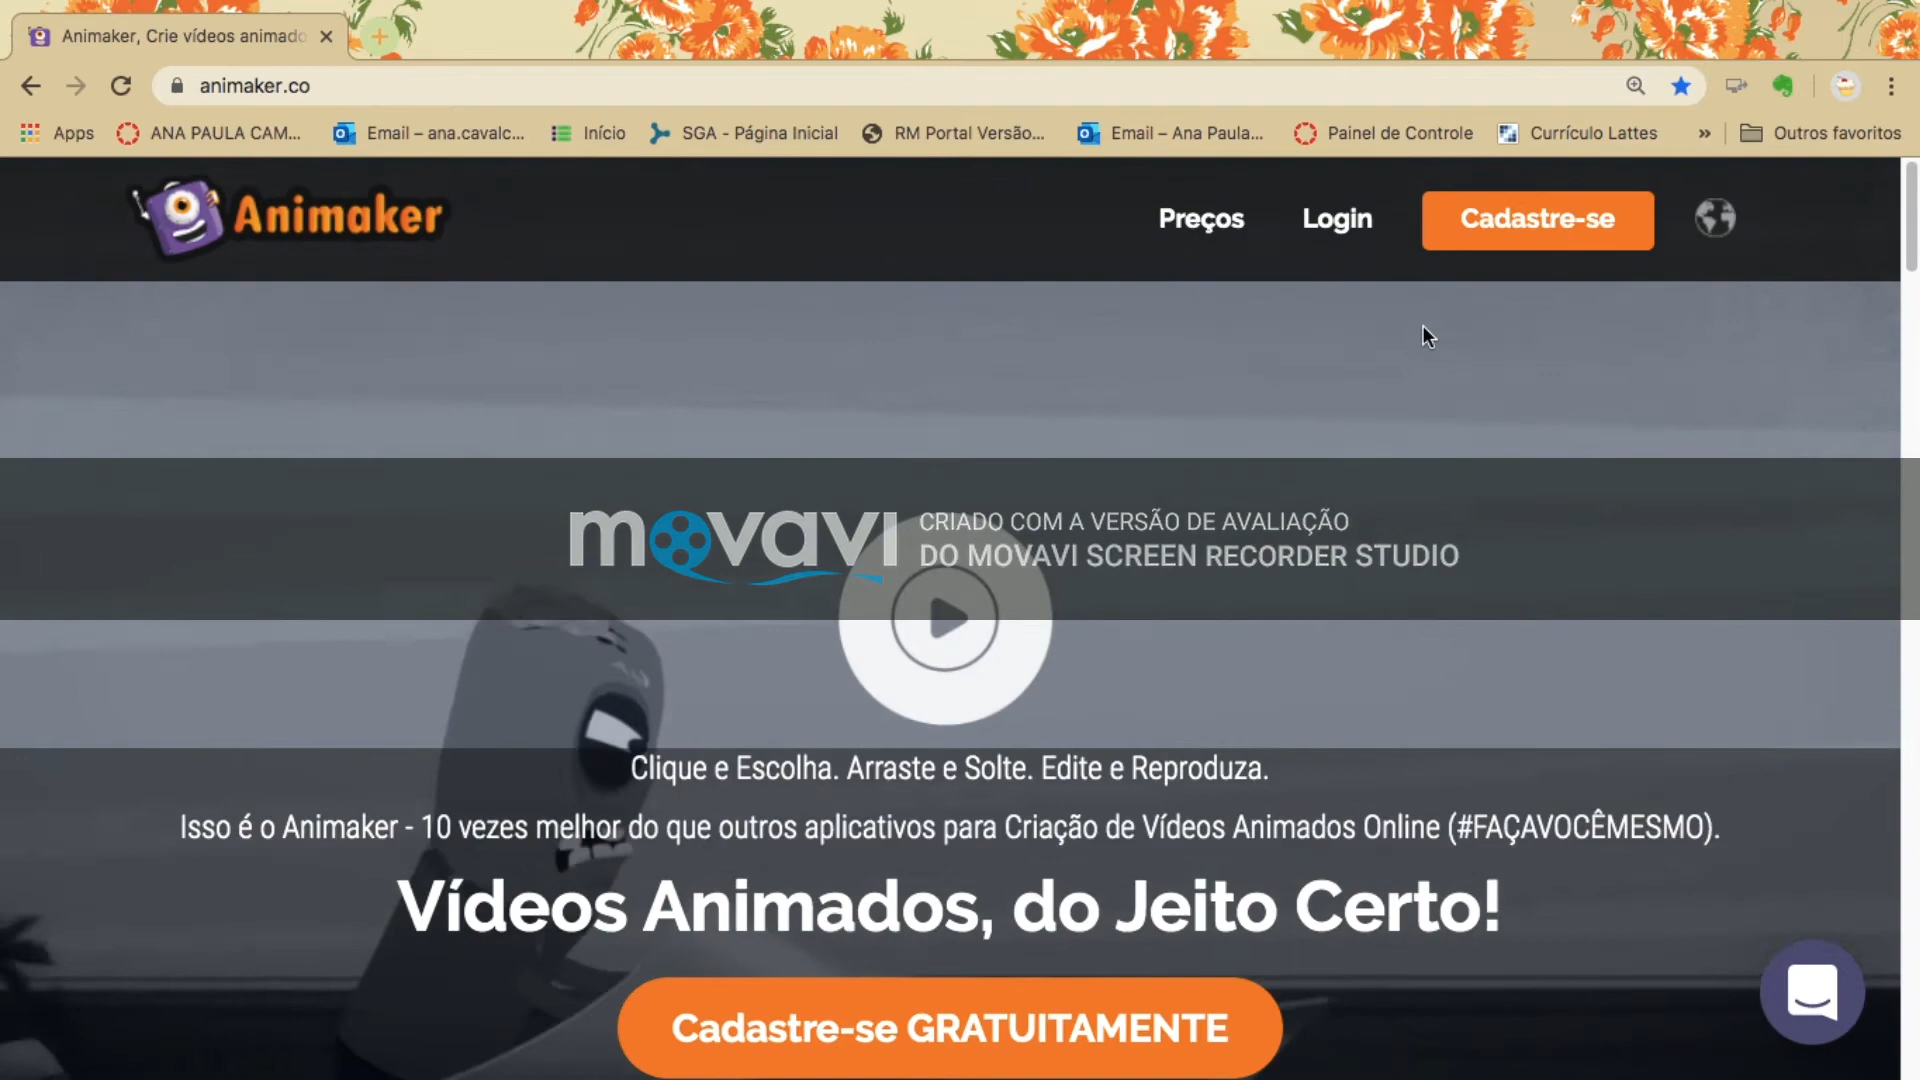 Animaker, Crie vídeos animado
animaker.co
Apps
ANA PAULA CAM...
Email – ana.cavalc...
Início
SGA - Página Inicial
RM Portal Versão...
Email – Ana Paula...
Painel de Controle
Currículo Lattes
»
Outros favoritos
Animaker
Preços
Login
Cadastre-se
movavi
CRIADO COM A VERSÃO DE AVALIAÇÃO
DO MOVAVI SCREEN RECORDER STUDIO
Clique e Escolha. Arraste e Solte. Edite e Reproduza.
Isso é o Animaker - 10 vezes melhor do que outros aplicativos para Criação de Vídeos Animados Online (#FAÇAVOCÊMESMO).
Vídeos Animados, do Jeito Certo!
Cadastre-se GRATUITAMENTE